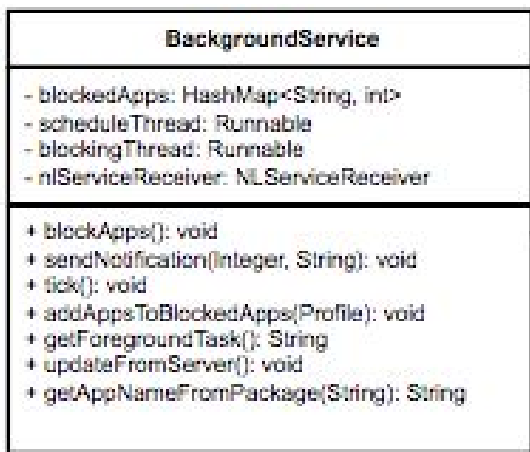 BackgroundService
- blockedApps: HashMap<String, int>
- scheduleThread: Runnable
- blockingThread: Runnable
- nlServiceReceiver: NLServiceReceiver
+ blockApps(): void
+ sendNotification(Integer, String): void
+ tick(): void
+ addAppsToBlockedApps(Profile): void
+ getForegroundTask(): String
+ updateFromServer(): void
+ getAppNameFromPackage(String): String